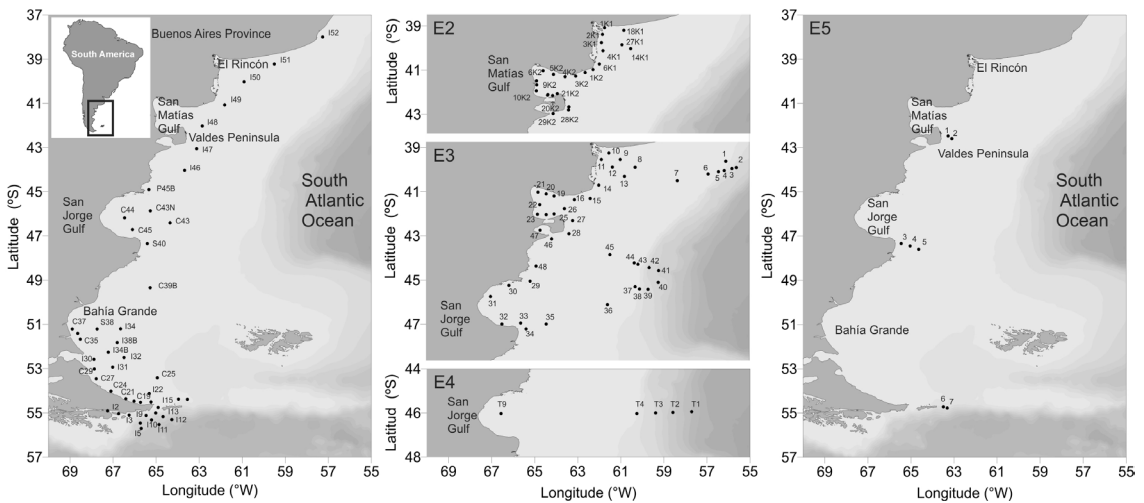 37
39
41
43
45
47
49
51
53
55
57
Latitude (°S)
69 67 65 63 61 59 57 55
Longitude (°W)
South America
Buenos Aires Province
El Rincón
San
Matías
Gulf
Valdes Peninsula
San
Jorge
Gulf
South
Atlantic
Ocean
Bahía Grande
I52
I51
I50
I49
I48
I47
I46
P45B
C43N
C44
C43
C45
S40
C39B
C37
S38
I34
C35
I38B
I34B
I32
I30
I31
C29
C27
C25
C24
I22
C21
C19
I15
I2
I3
I9
I13
I10
I12
I5
I11
E2
39
41
43
Latitude (°S)
San
Matías
Gulf
1K1
2K1
18K1
3K1
27K1
14K1
4K1
6K2
5K2
4K2
1K2
9K2
3K2
10K2
21K2
20K2
28K2
29K2
E3
39
41
43
45
47
Latitude (°S)
San
Jorge
Gulf
10
9
1
2
11
12
8
6
5
4
3
13
7
14
21
20
19
16
15
22
26
23
25
27
47
46
28
45
44
42
48
43
41
30
29
37
40
31
38
39
36
32
33
35
34
E4
44
46
48
(°S)
San
Jorge
Gulf
T9
T4
T3
T2
T1
69 67 65 63 61 59 57 55
Longitude (°W)
E5
37
39
41
43
45
47
49
51
53
55
57
Latitude (°S)
El Rincón
San
Matías
Gulf
1
2
Valdes Peninsula
San
Jorge
Gulf
3
4
5
Bahía Grande
6
7
69 67 65 63 61 59 57 55
Longitude (°W)